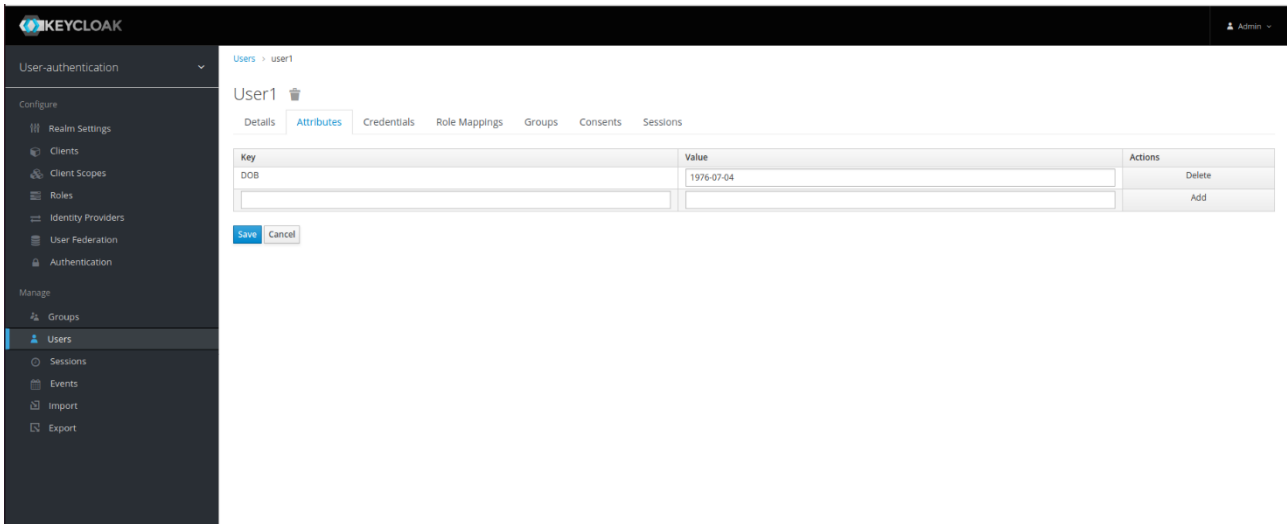 KEYCLOAK
Admin
User-authentication
Users > user1
User1
Configure
Realm Settings
Clients
Client Scopes
Roles
Identity Providers
User Federation
Authentication
Manage
Groups
Users
Sessions
Events
Import
Export
Details Attributes Credentials Role Mappings Groups Consents Sessions
Key Value Actions
DOB 1976-07-04 Delete
Add
Save Cancel